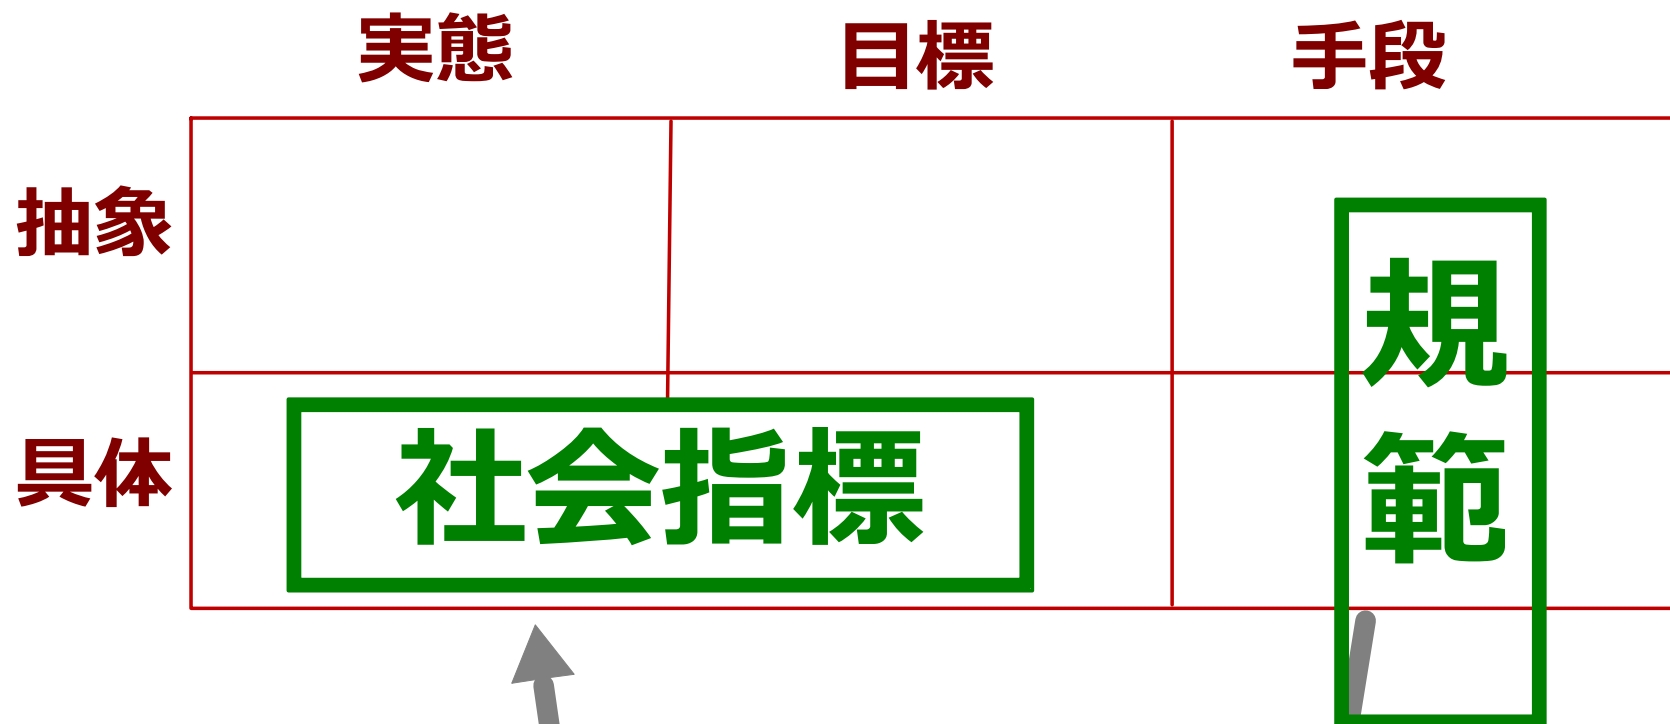 実態 目標 手段
抽象
規範
具体
社会指標